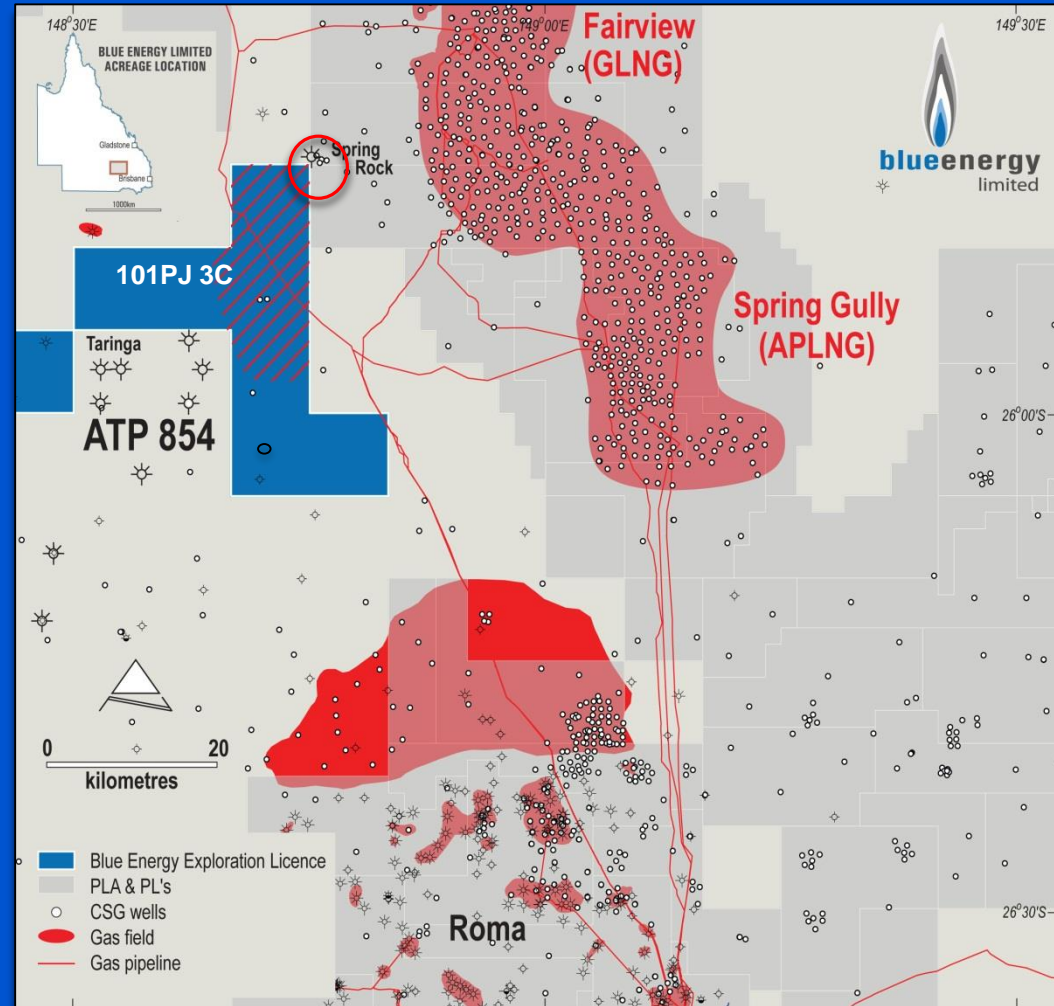 148°30'E
149°00'E
149°30'E
BLUE ENERGY LIMITED
ACREAGE LOCATION
Gladstone
Brisbane
1000km
Fairview
(GLNG)
blueenergy
limited
Spring
Rock
101PJ 3C
Spring Gully
(APLNG)
Taringa
ATP 854
26°00'S
0 20
kilometres
Blue Energy Exploration Licence
PLA & PL's
CSG wells
Gas field
Gas pipeline
Roma
26°30'S